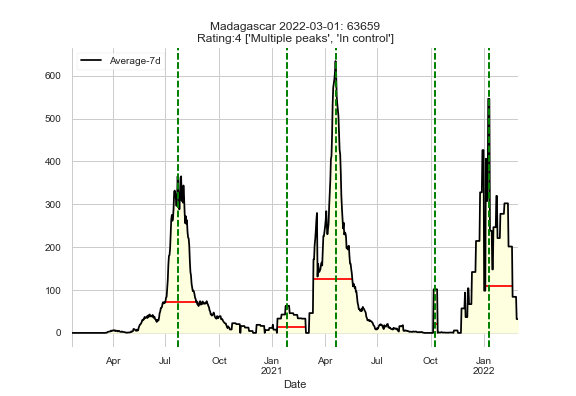 Madagascar 2022-03-01: 63659
Rating:4 ['Multiple peaks', 'In control']
Average-7d
600
500
400
300
200
100
0
Apr Jul Oct Jan Apr Jul Oct Jan
2021 2022
Date